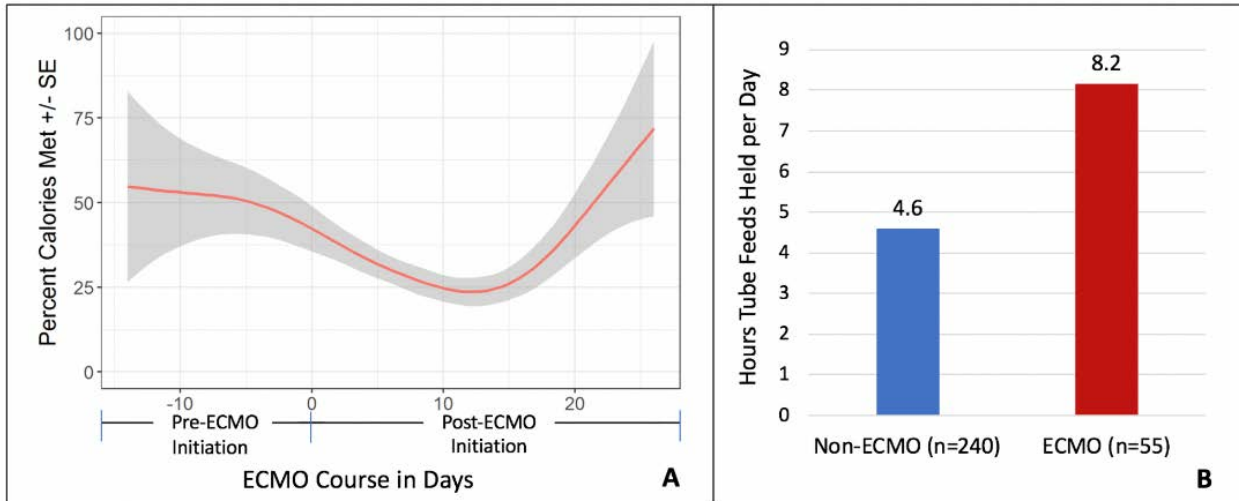 Percent Calories Met +/- SE
100
75
50
25
0
-10
0
10
20
Pre-ECMO
Initiation
Post-ECMO
Initiation
ECMO Course in Days
A
Hours Tube Feeds Held per Day
9
8
7
6
5
4
3
2
1
0
4.6
8.2
Non-ECMO (n=240)
ECMO (n=55)
B